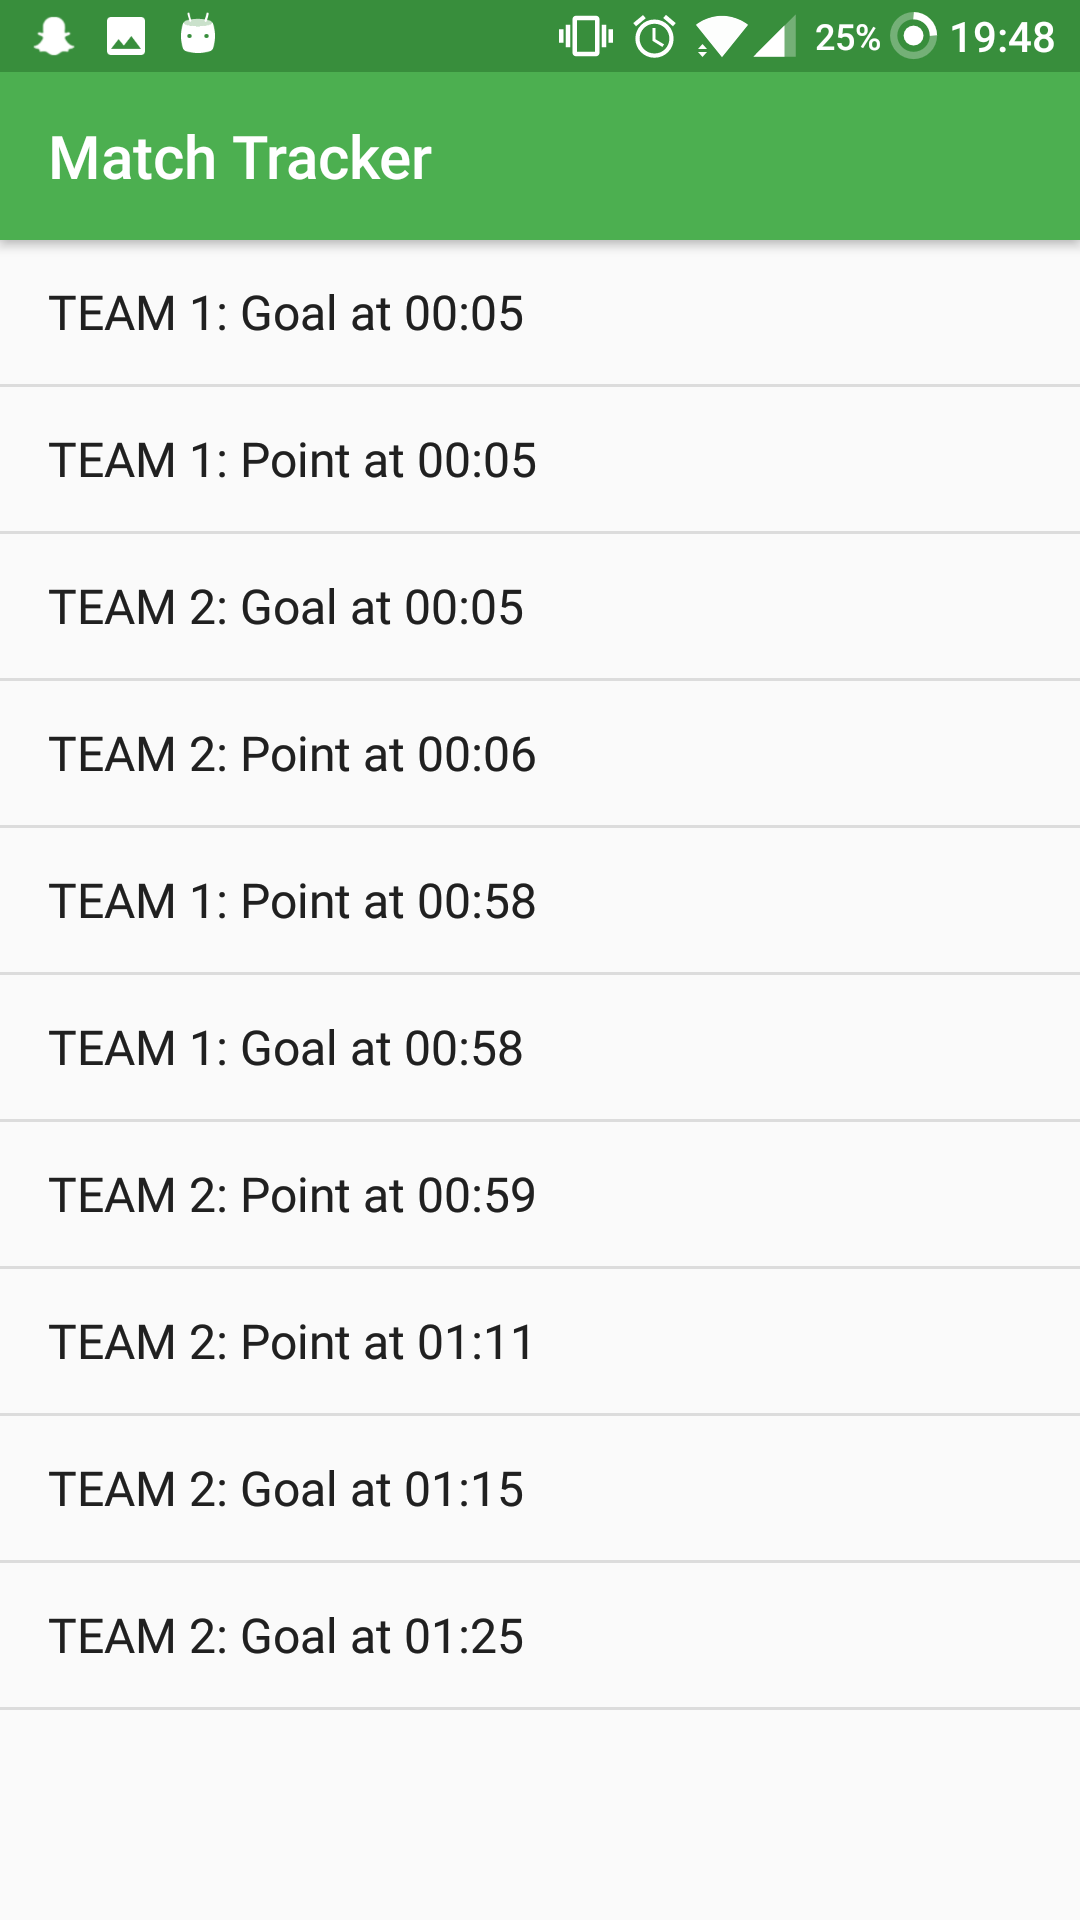 25% 19:48
Match Tracker
TEAM 1: Goal at 00:05
TEAM 1: Point at 00:05
TEAM 2: Goal at 00:05
TEAM 2: Point at 00:06
TEAM 1: Point at 00:58
TEAM 1: Goal at 00:58
TEAM 2: Point at 00:59
TEAM 2: Point at 01:11
TEAM 2: Goal at 01:15
TEAM 2: Goal at 01:25